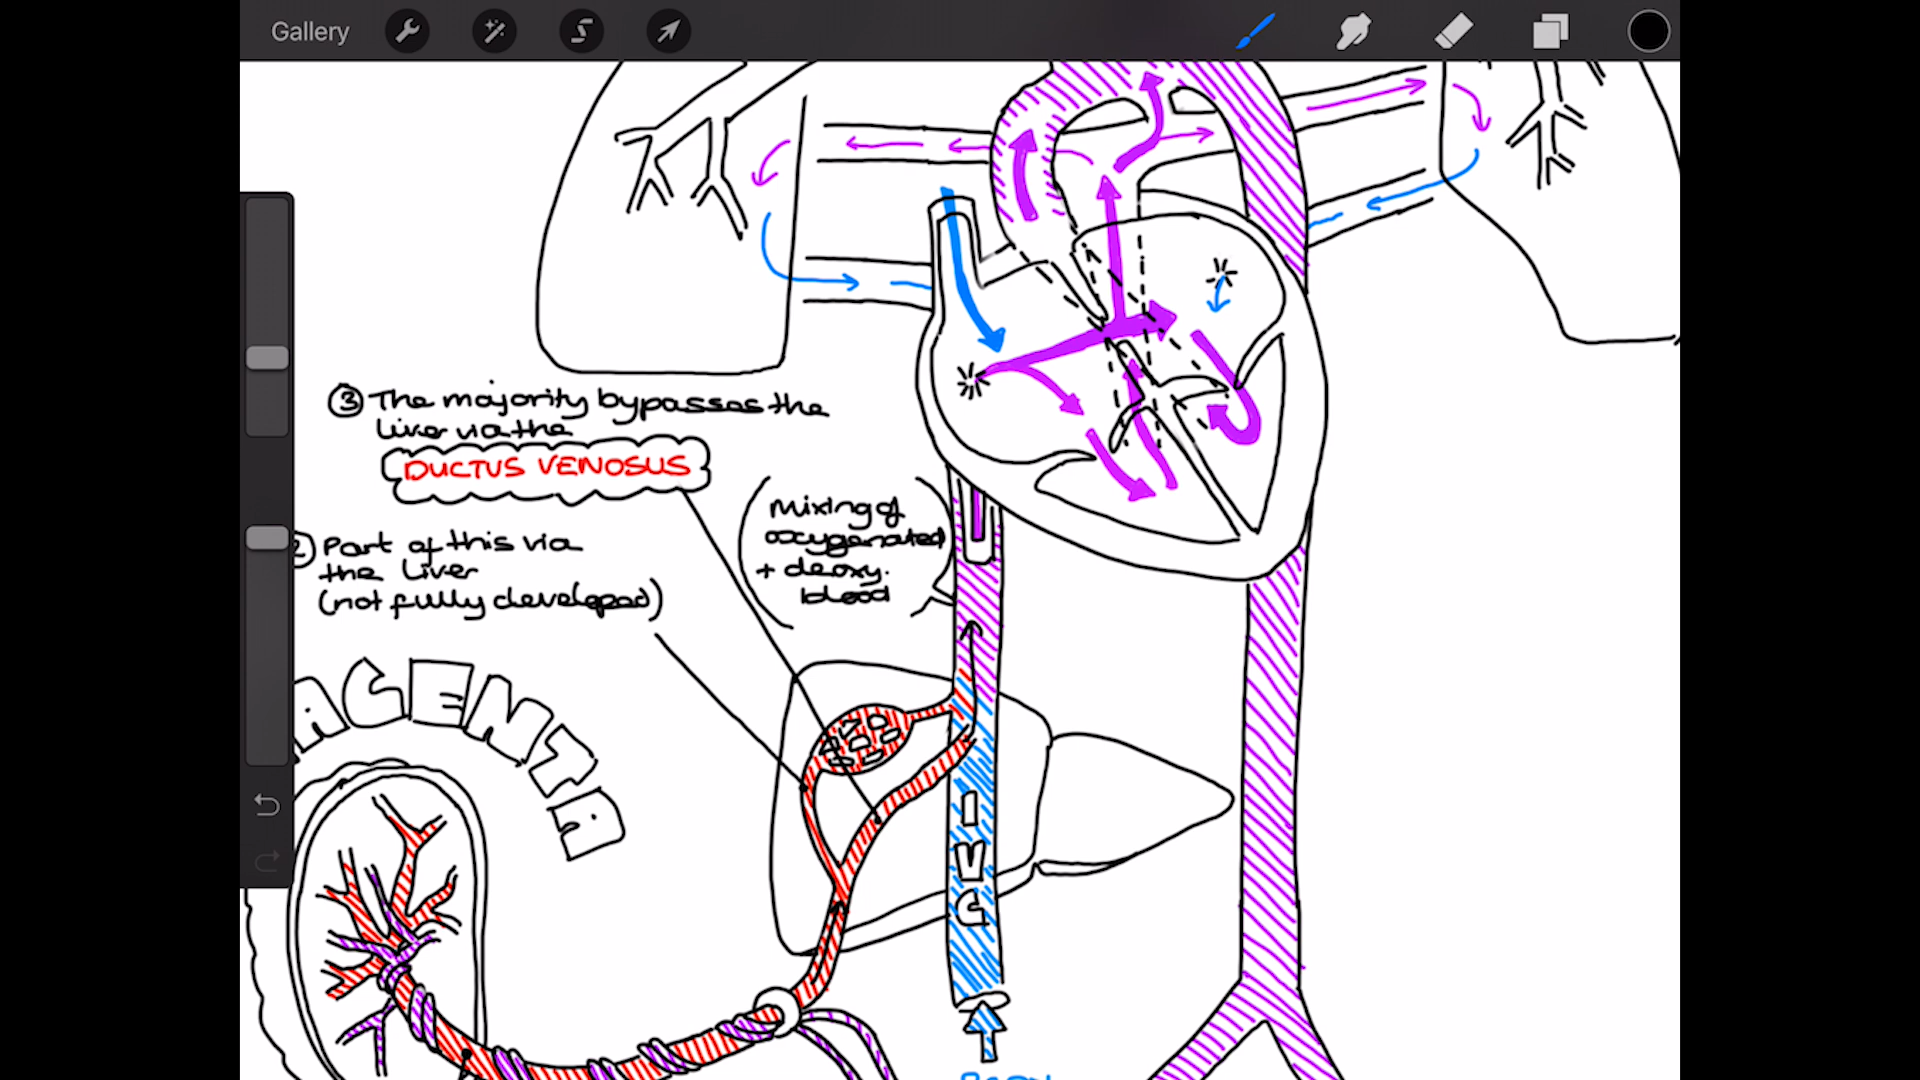 Gallery
③ The majority bypasses the
liver via the
DUCTUS VENOSUS
Mixing of
oxygenated
+ deoxy.
blood
Part of this via
the liver
(not fully developed)
ACENTA
IVC